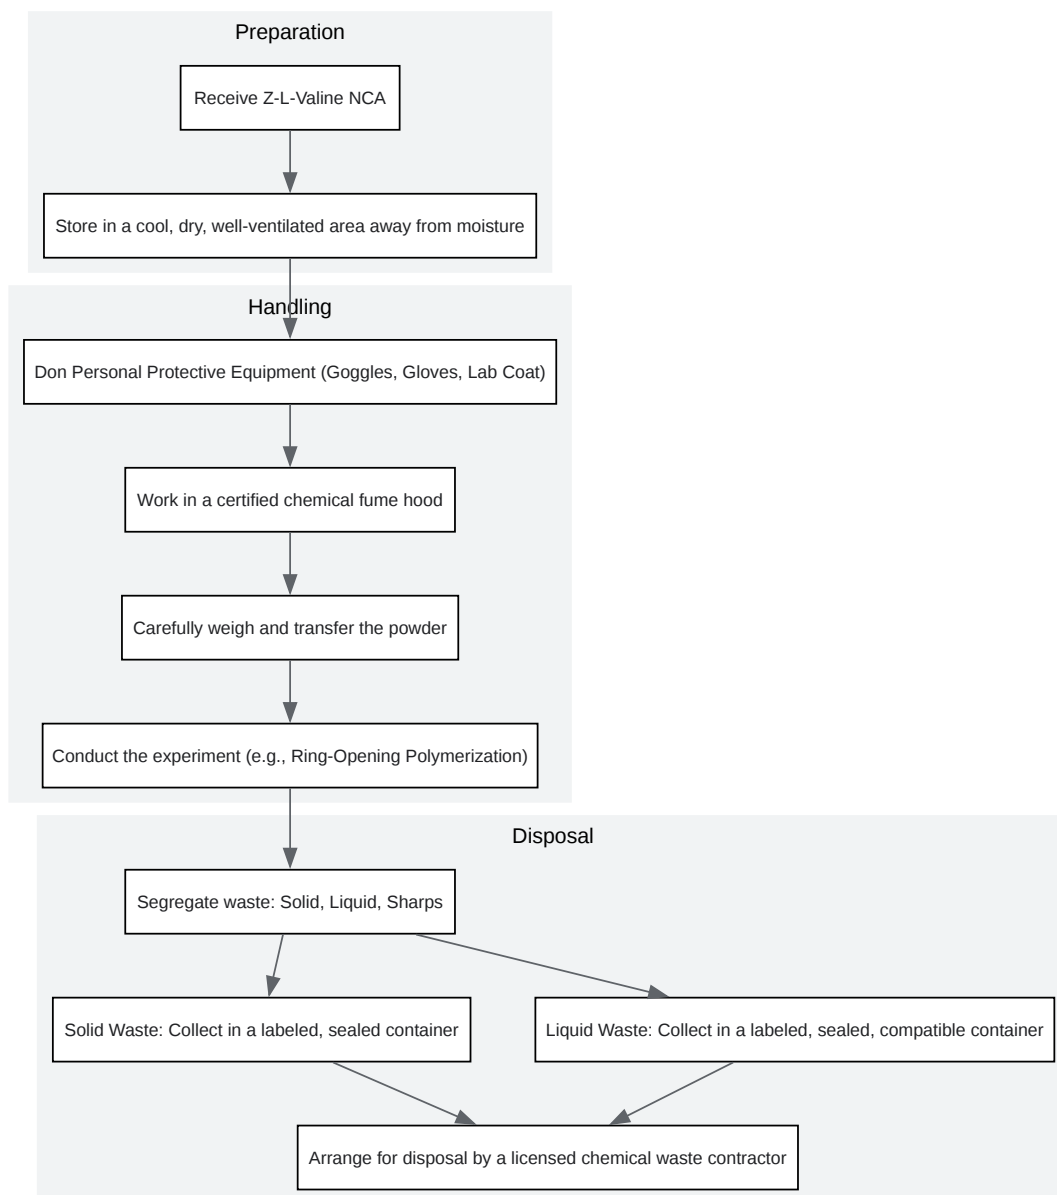 Preparation
Receive Z-L-Valine NCA
Store in a cool, dry, well-ventilated area away from moisture
Handling
Don Personal Protective Equipment (Goggles, Gloves, Lab Coat)
Work in a certified chemical fume hood
Carefully weigh and transfer the powder
Conduct the experiment (e.g., Ring-Opening Polymerization)
Disposal
Segregate waste: Solid, Liquid, Sharps
Solid Waste: Collect in a labeled, sealed container
Liquid Waste: Collect in a labeled, sealed, compatible container
Arrange for disposal by a licensed chemical waste contractor